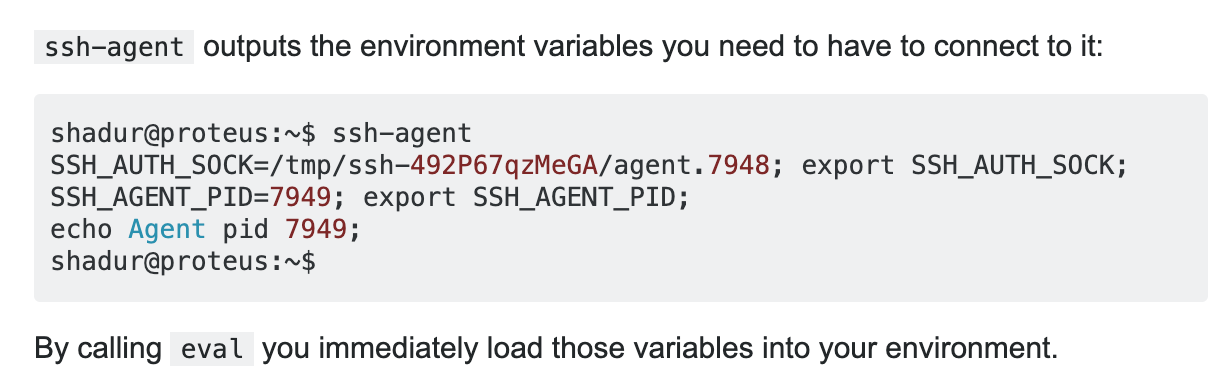 ssh-agent outputs the environment variables you need to have to connect to it:
shadur@proteus:~$ ssh-agent
SSH_AUTH_SOCK=/tmp/ssh-492P67qzMeGA/agent.7948; export SSH_AUTH_SOCK;
SSH_AGENT_PID=7949; export SSH_AGENT_PID;
echo Agent pid 7949;
shadur@proteus:~$
By calling eval you immediately load those variables into your environment.